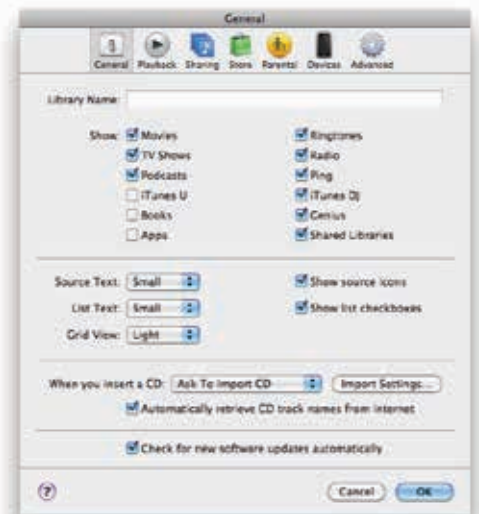 General
General Playback Sharing Store Parental Devices Advanced
Library Name:
Show: Movies Ringtones
TV Shows Radio
Podcasts Ping
iTunes U iTunes DJ
Books Genius
Apps Shared Libraries
Source Text: Small Show source icons
List Text: Small Show list checkboxes
Grid View: Light
When you insert a CD: Ask To Import CD Import Settings...
Automatically retrieve CD track names from Internet
Check for new software updates automatically
? Cancel OK